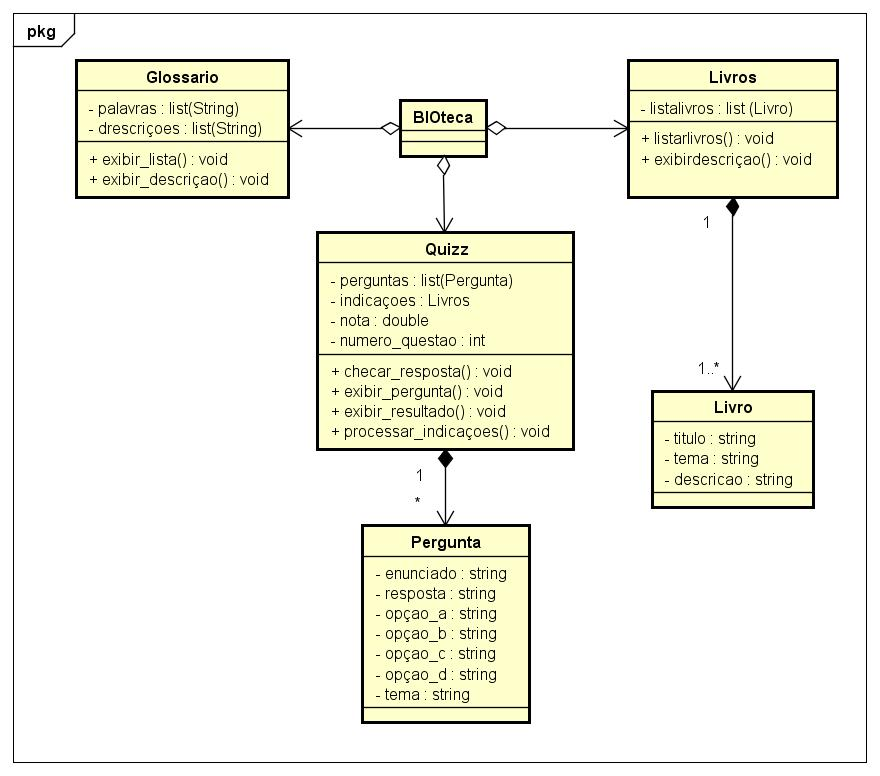 pkg
Glossario
- palavras : list(String)
- drescriçoes : list(String)
+ exibir_lista() : void
+ exibir_descriçao() : void
BIOteca
Livros
- listalivros : list (Livro)
+ listarlivros() : void
+ exibirdescriçao() : void
1
1..*
Quizz
- perguntas : list(Pergunta)
- indicaçoes : Livros
- nota : double
- numero_questao : int
+ checar_resposta() : void
+ exibir_pergunta() : void
+ exibir_resultado() : void
+ processar_indicaçoes() : void
1
*
Livro
- titulo : string
- tema : string
- descricao : string
Pergunta
- enunciado : string
- resposta : string
- opçao_a : string
- opçao_b : string
- opçao_c : string
- opçao_d : string
- tema : string